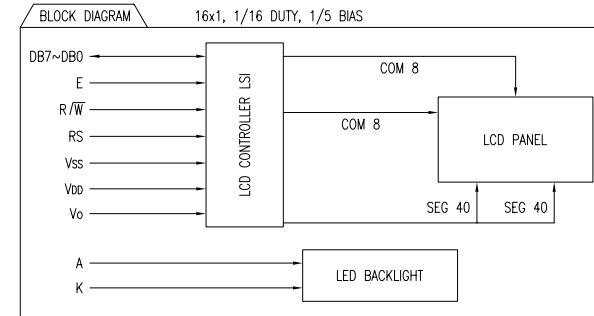 BLOCK DIAGRAM
16x1, 1/16 DUTY, 1/5 BIAS
DB7~DB0
E
R/W̅
RS
Vss
VDD
Vo
LCD CONTROLLER LSI
COM 8
COM 8
LCD PANEL
SEG 40
SEG 40
A
K
LED BACKLIGHT